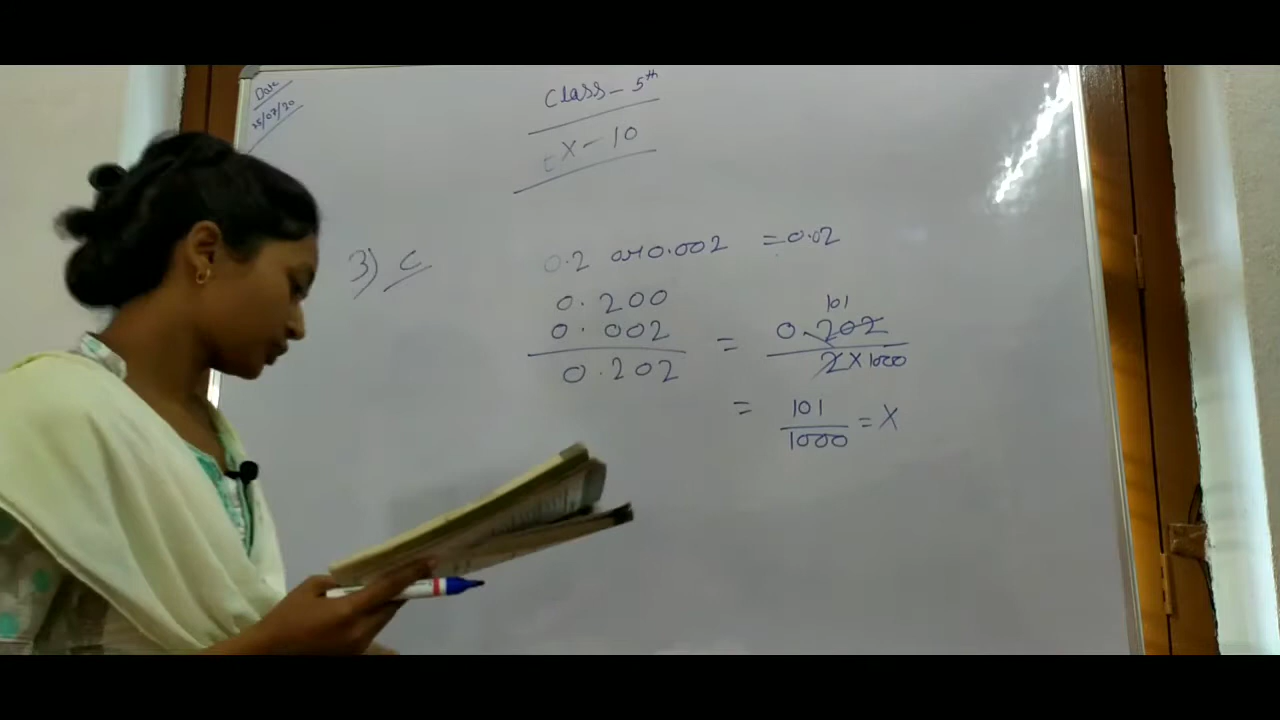 Date
25/07/20
Class - 5th
Ex - 10
3) C
0.2 or 0.002 = 0.02
0.200
0.002
0.202
= 0.202
2 X 1000
101
= 101
1000
= X